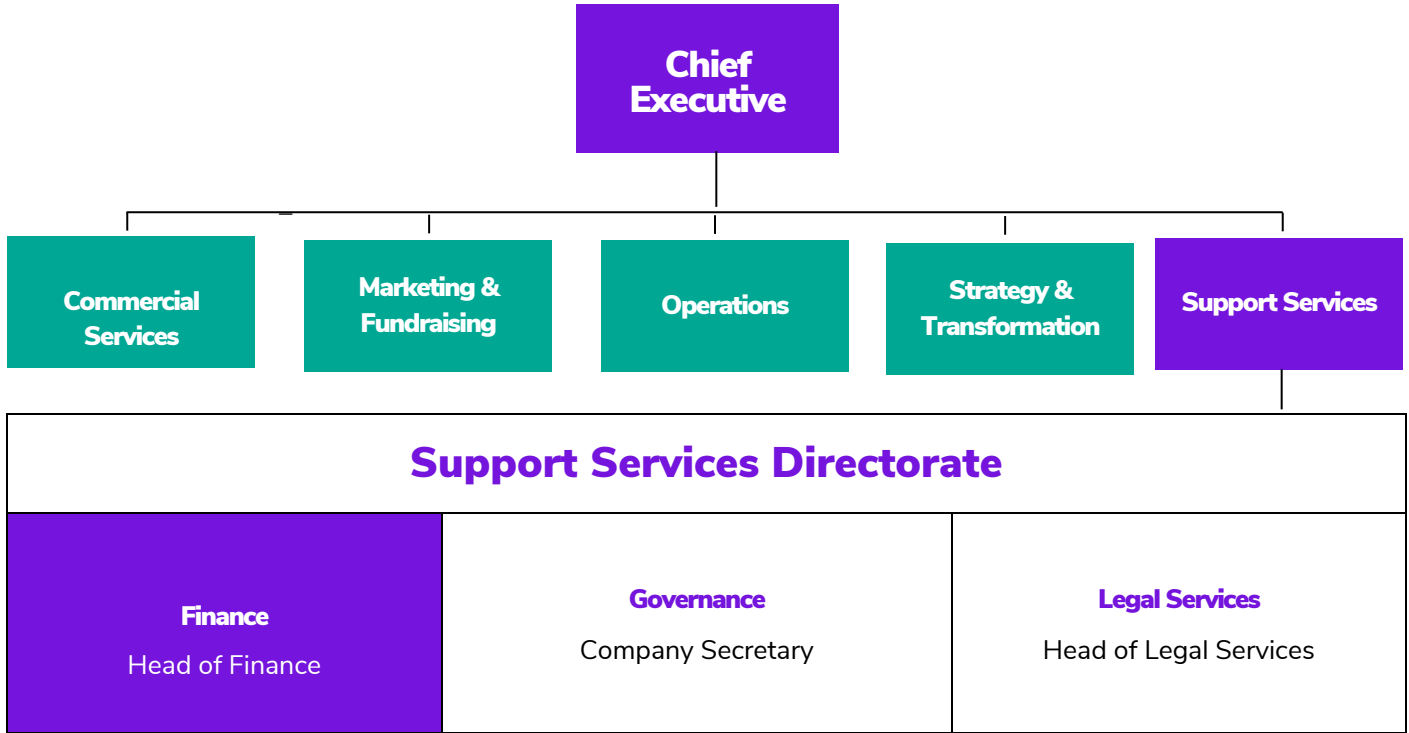 Chief
Executive
Commercial
Services
Marketing &
Fundraising
Operations
Strategy &
Transformation
Support Services
Support Services Directorate
Finance
Head of Finance
Governance
Company Secretary
Legal Services
Head of Legal Services